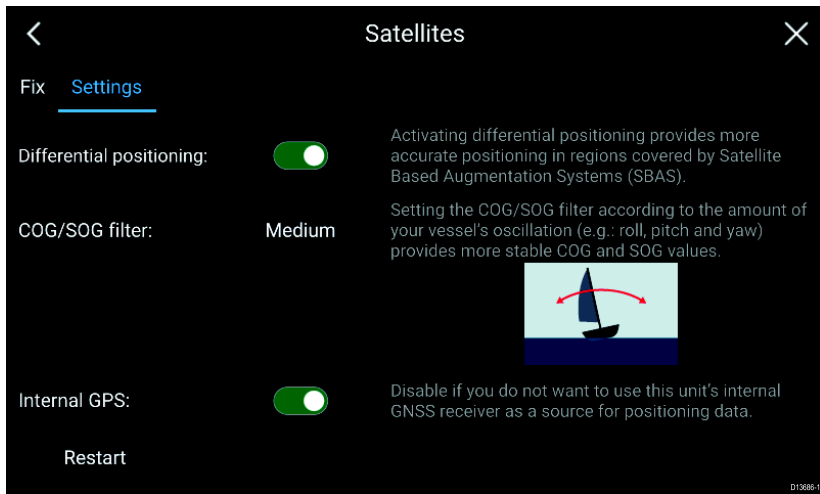 Satellites
Fix Settings
Differential positioning:
Activating differential positioning provides more
accurate positioning in regions covered by Satellite
Based Augmentation Systems (SBAS).
COG/SOG filter: Medium
Setting the COG/SOG filter according to the amount of
your vessel's oscillation (e.g.: roll, pitch and yaw)
provides more stable COG and SOG values.
Internal GPS:
Disable if you do not want to use this unit's internal
GNSS receiver as a source for positioning data.
Restart
D13686-1